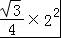 √3/4 × 2²